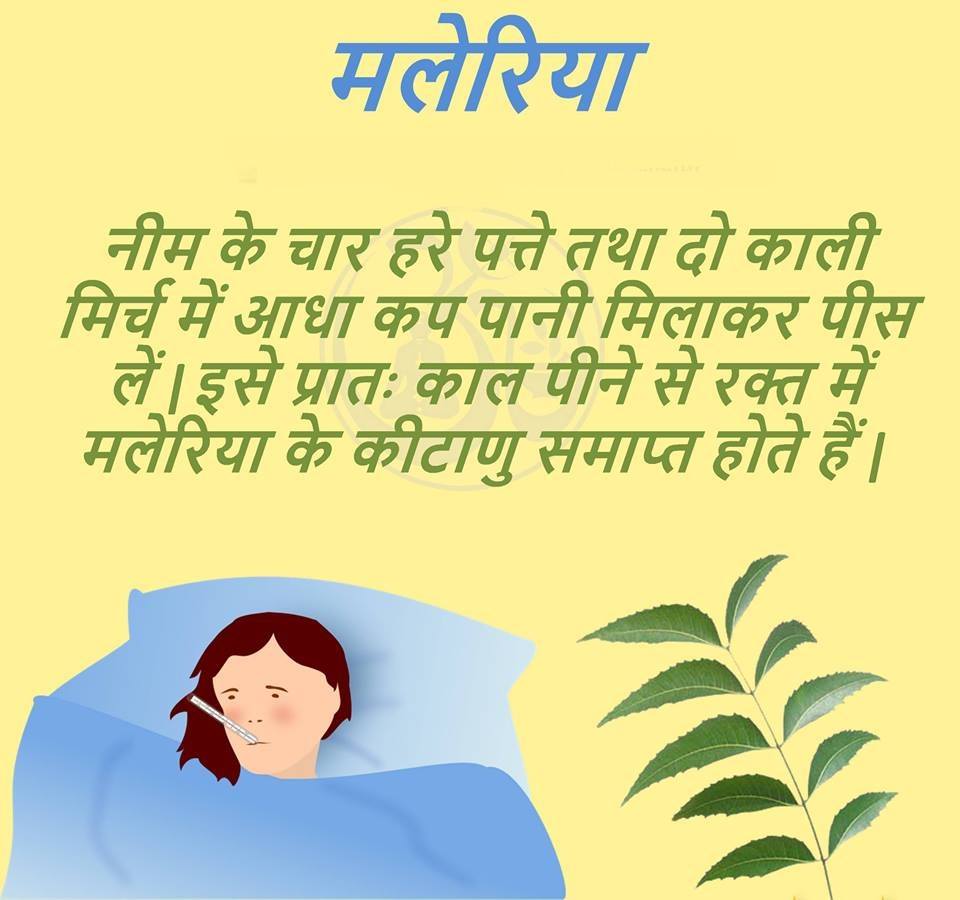 मलेरिया
नीम के चार हरे पत्ते तथा दो काली
मिर्च में आधा कप पानी मिलाकर पीस
लें | इसे प्रातः काल पीने से रक्त में
मलेरिया के कीटाणु समाप्त होते हैं |